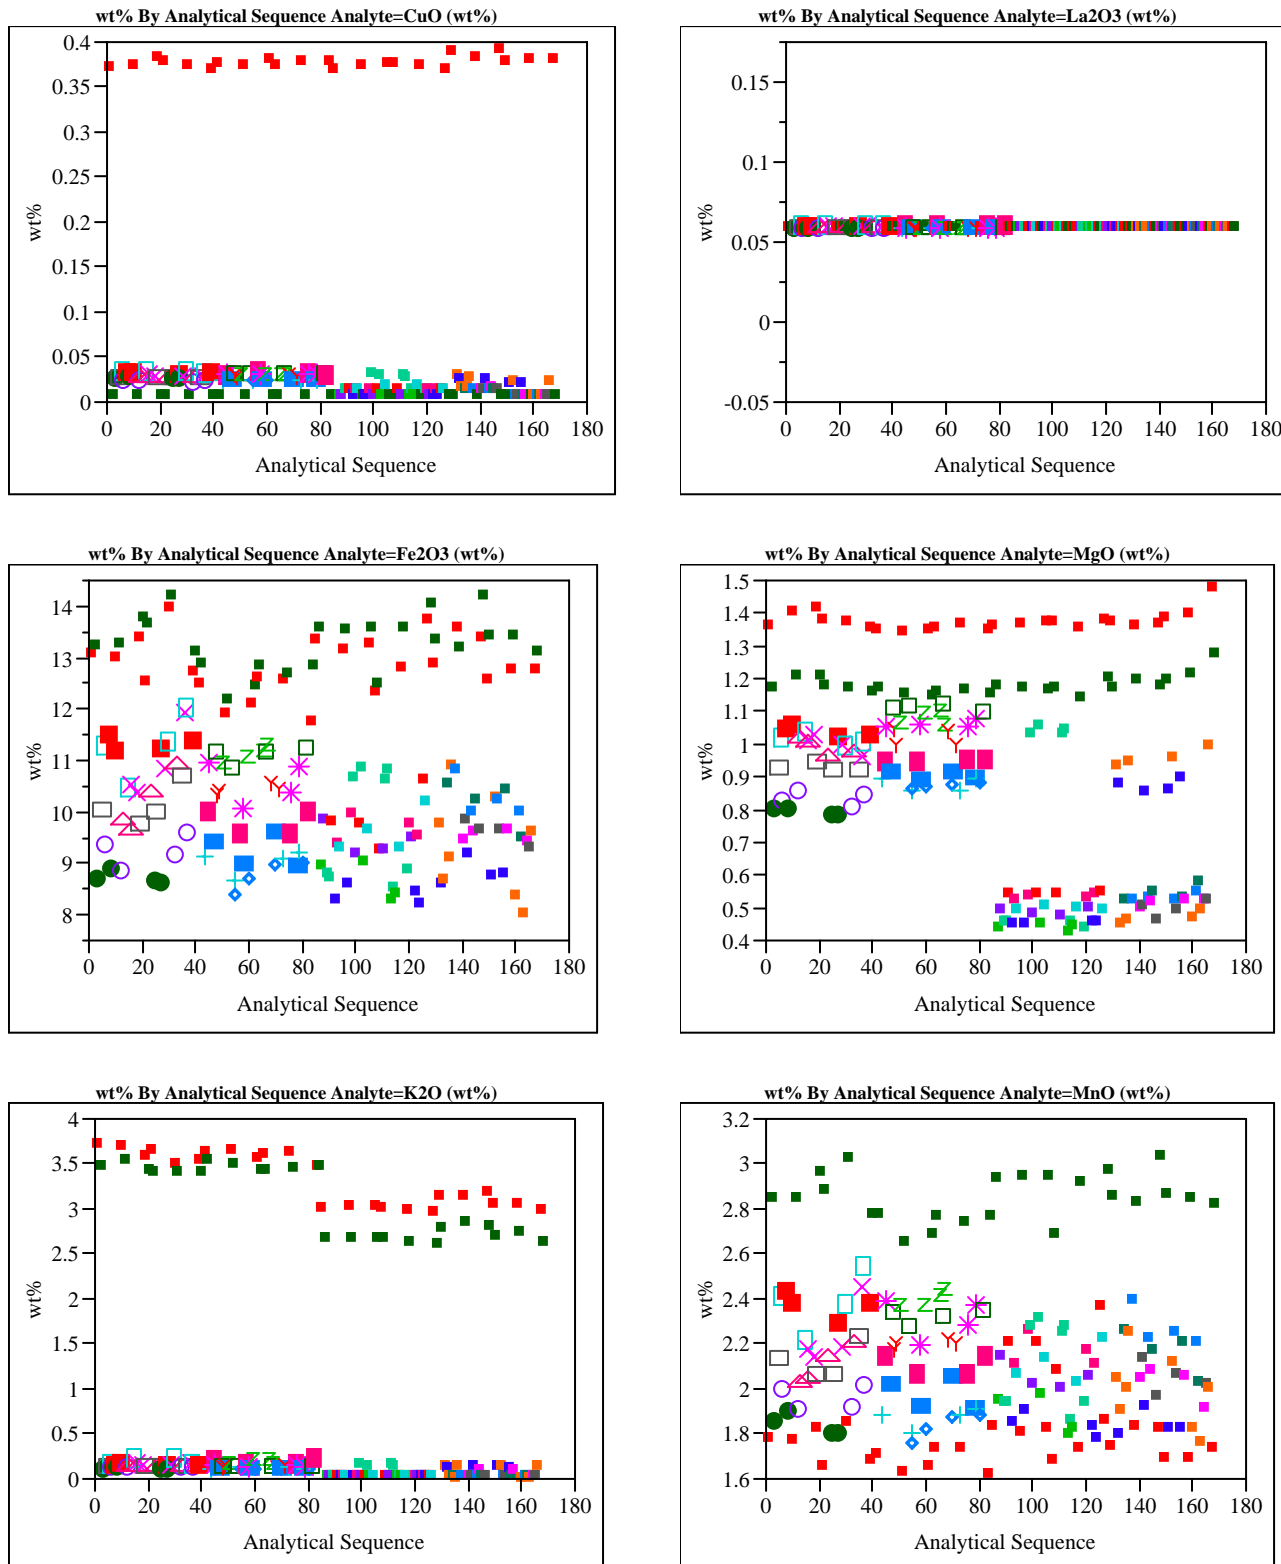 wt% By Analytical Sequence Analyte=CuO (wt%)
0.4
0.35
0.3
0.25
0.2
0.15
0.1
0.05
0
wt%
0 20 40 60 80 100 120 140 160 180
Analytical Sequence
wt% By Analytical Sequence Analyte=La2O3 (wt%)
0.15
0.1
0.05
0
-0.05
wt%
0 20 40 60 80 100 120 140 160 180
Analytical Sequence
wt% By Analytical Sequence Analyte=Fe2O3 (wt%)
14
13
12
11
10
9
8
wt%
0 20 40 60 80 100 120 140 160 180
Analytical Sequence
wt% By Analytical Sequence Analyte=MgO (wt%)
1.5
1.4
1.3
1.2
1.1
1.0
0.9
0.8
0.7
0.6
0.5
0.4
wt%
0 20 40 60 80 100 120 140 160 180
Analytical Sequence
wt% By Analytical Sequence Analyte=K2O (wt%)
4
3.5
3
2.5
2
1.5
1
0.5
0
wt%
0 20 40 60 80 100 120 140 160 180
Analytical Sequence
wt% By Analytical Sequence Analyte=MnO (wt%)
3.2
3
2.8
2.6
2.4
2.2
2
1.8
1.6
wt%
0 20 40 60 80 100 120 140 160 180
Analytical Sequence